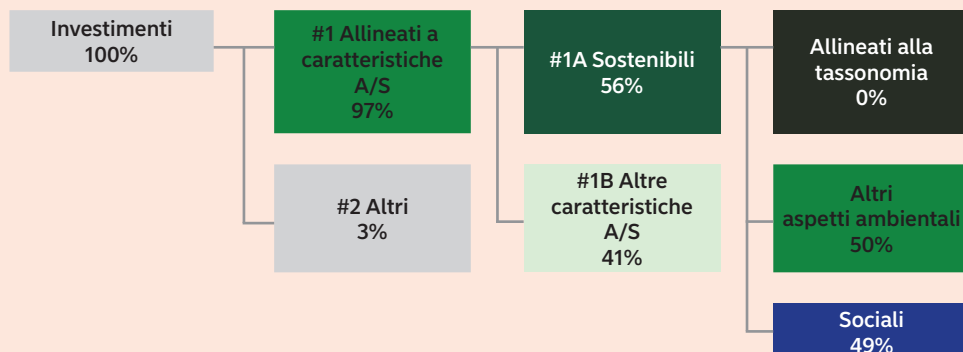 Investimenti
100%
#1 Allineati a
caratteristiche
A/S
97%
#1A Sostenibili
56%
Allineati alla
tassonomia
0%
#2 Altri
3%
#1B Altre
caratteristiche
A/S
41%
Altri
aspetti ambientali
50%
Sociali
49%